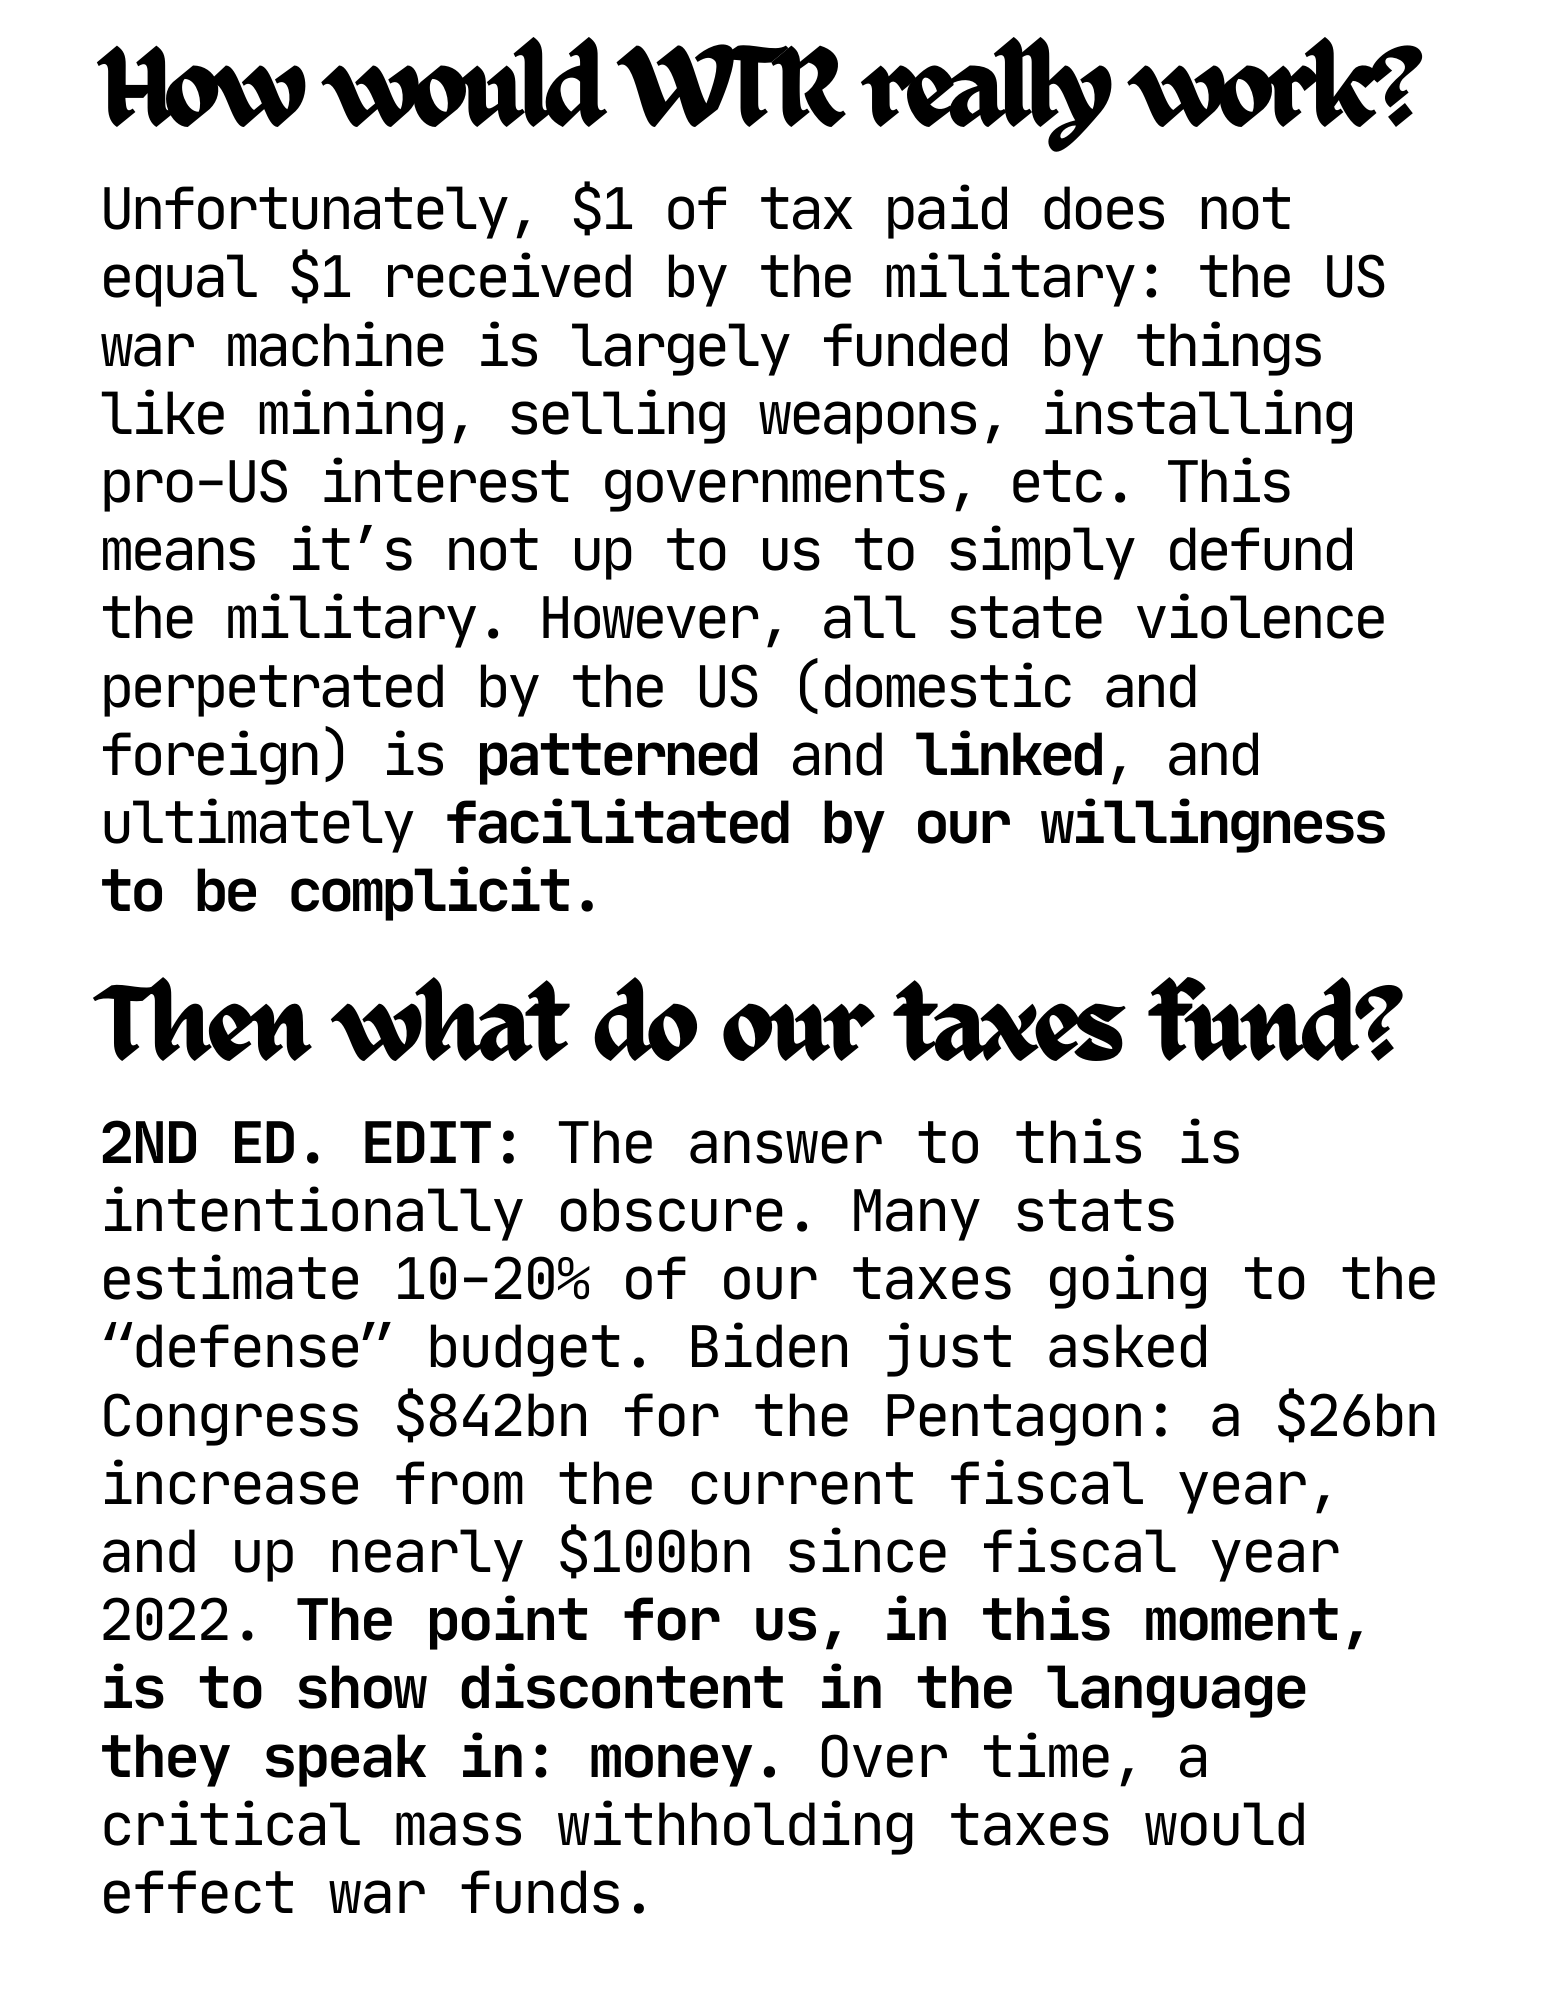 How would WTR really work?
Unfortunately, $1 of tax paid does not
equal $1 received by the military: the US
war machine is largely funded by things
like mining, selling weapons, installing
pro-US interest governments, etc. This
means it’s not up to us to simply defund
the military. However, all state violence
perpetrated by the US (domestic and
foreign) is patterned and linked, and
ultimately facilitated by our willingness
to be complicit.
Then what do our taxes fund?
2ND ED. EDIT: The answer to this is
intentionally obscure. Many stats
estimate 10-20% of our taxes going to the
“defense” budget. Biden just asked
Congress $842bn for the Pentagon: a $26bn
increase from the current fiscal year,
and up nearly $100bn since fiscal year
2022. The point for us, in this moment,
is to show discontent in the language
they speak in: money. Over time, a
critical mass withholding taxes would
effect war funds.